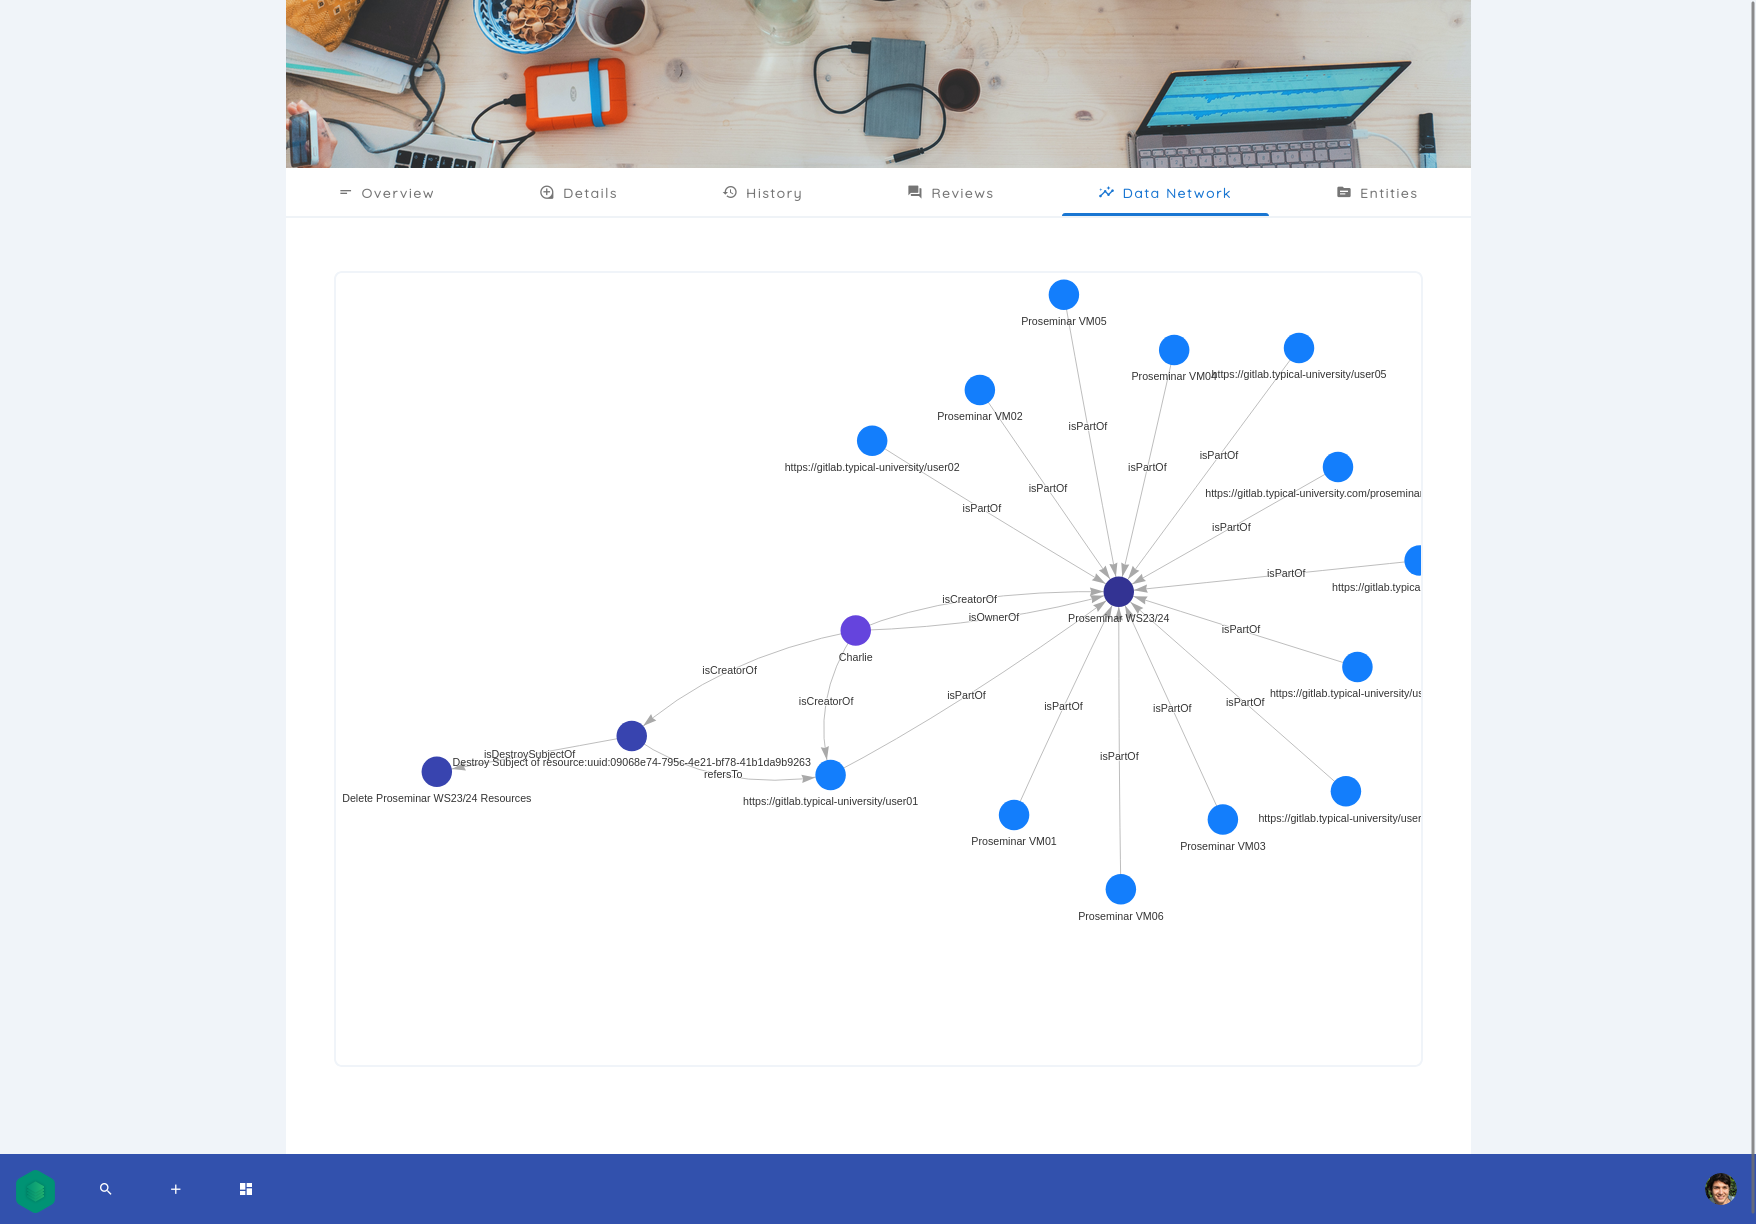 Overview
Details
History
Reviews
Data Network
Entities
Proseminar VM05
Proseminar VM04
https://gitlab.typical-university/user05
Proseminar VM02
isPartOf
isPartOf
isPartOf
https://gitlab.typical-university/user02
isPartOf
https://gitlab.typical-university.com/proseminar
isPartOf
isPartOf
isPartOf
https://gitlab.typica
isCreatorOf
isOwnerOf
Proseminar WS23/24
isPartOf
Charlie
isCreatorOf
isCreatorOf
isPartOf
https://gitlab.typical-university/us
isPartOf
isPartOf
isPartOf
isDestroySubjectOf
Destroy Subject of resource:uuid:09068e74-795c-4e21-bf78-41b1da9b9263
refersTo
isPartOf
Delete Proseminar WS23/24 Resources
https://gitlab.typical-university/user01
https://gitlab.typical-university/user
Proseminar VM01
Proseminar VM03
Proseminar VM06